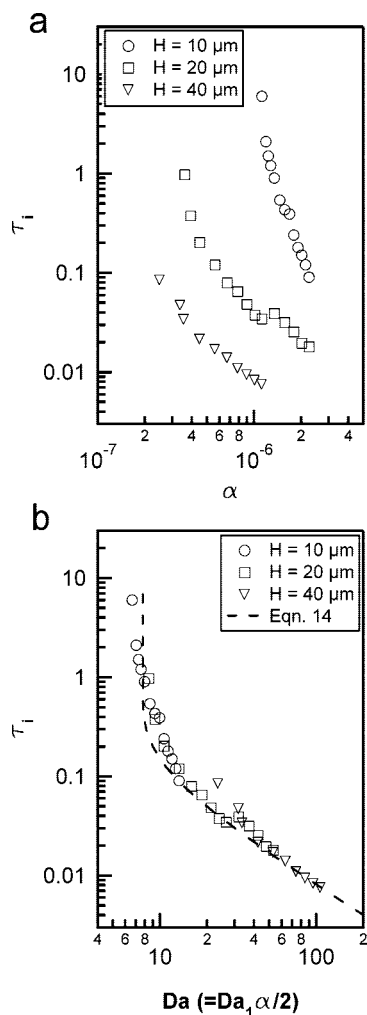 a
H = 10 µm
H = 20 µm
H = 40 µm
10
1
0.1
0.01
τi
10-7
2
4
6
8
10-6
2
4
α
b
H = 10 µm
H = 20 µm
H = 40 µm
Eqn. 14
10
1
0.1
0.01
τi
4
6
8
10
2
4
6
8
100
2
Da (=Da1α/2)